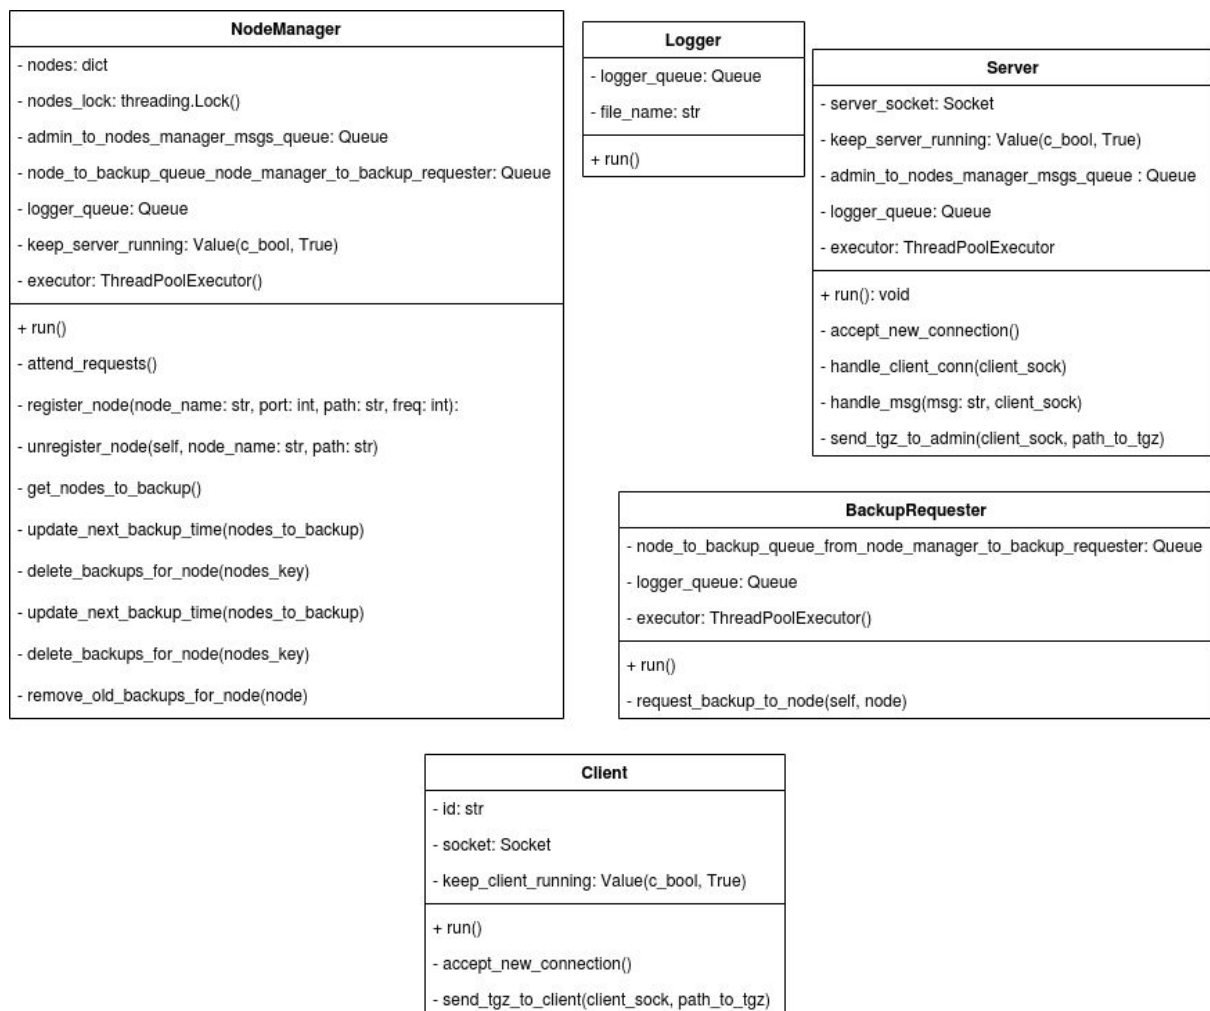 NodeManager
- nodes: dict
- nodes_lock: threading.Lock()
- admin_to_nodes_manager_msgs_queue: Queue
- node_to_backup_queue_node_manager_to_backup_requester: Queue
- logger_queue: Queue
- keep_server_running: Value(c_bool, True)
- executor: ThreadPoolExecutor()
+ run()
- attend_requests()
- register_node(node_name: str, port: int, path: str, freq: int):
- unregister_node(self, node_name: str, path: str)
- get_nodes_to_backup()
- update_next_backup_time(nodes_to_backup)
- delete_backups_for_node(nodes_key)
- update_next_backup_time(nodes_to_backup)
- delete_backups_for_node(nodes_key)
- remove_old_backups_for_node(node)
Logger
- logger_queue: Queue
- file_name: str
+ run()
Server
- server_socket: Socket
- keep_server_running: Value(c_bool, True)
- admin_to_nodes_manager_msgs_queue : Queue
- logger_queue: Queue
- executor: ThreadPoolExecutor
+ run(): void
- accept_new_connection()
- handle_client_conn(client_sock)
- handle_msg(msg: str, client_sock)
- send_tgz_to_admin(client_sock, path_to_tgz)
BackupRequester
- node_to_backup_queue_from_node_manager_to_backup_requester: Queue
- logger_queue: Queue
- executor: ThreadPoolExecutor()
+ run()
- request_backup_to_node(self, node)
Client
- id: str
- socket: Socket
- keep_client_running: Value(c_bool, True)
+ run()
- accept_new_connection()
- send_tgz_to_client(client_sock, path_to_tgz)